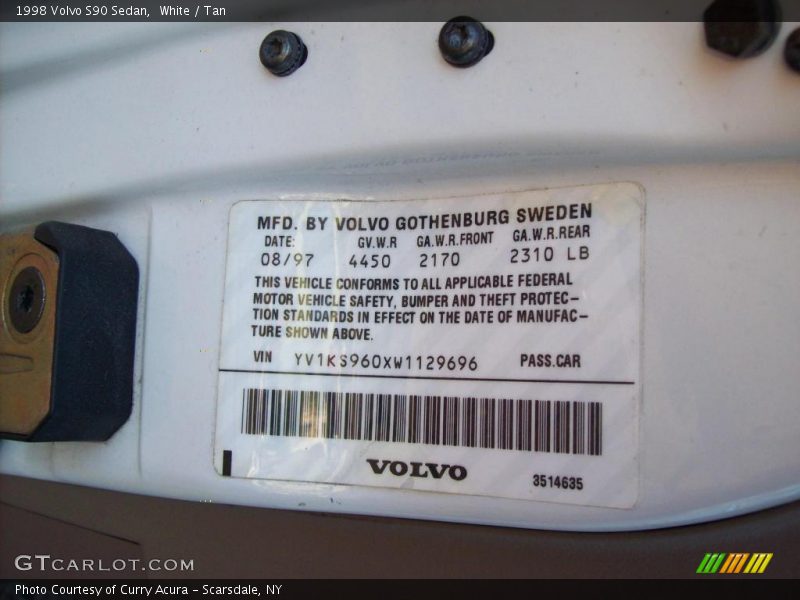 1998 Volvo S90 Sedan,  White / Tan
MFD. BY VOLVO GOTHENBURG SWEDEN
DATE: GV.W.R GA.W.R.FRONT GA.W.R.REAR
08/97 4450 2170 2310 LB
THIS VEHICLE CONFORMS TO ALL APPLICABLE FEDERAL
MOTOR VEHICLE SAFETY, BUMPER AND THEFT PROTEC-
TION STANDARDS IN EFFECT ON THE DATE OF MANUFAC-
TURE SHOWN ABOVE.
VIN YV1KS960XW1129696 PASS.CAR
VOLVO
3514635
GTCARLOT.COM
Photo Courtesy of Curry Acura - Scarsdale, NY